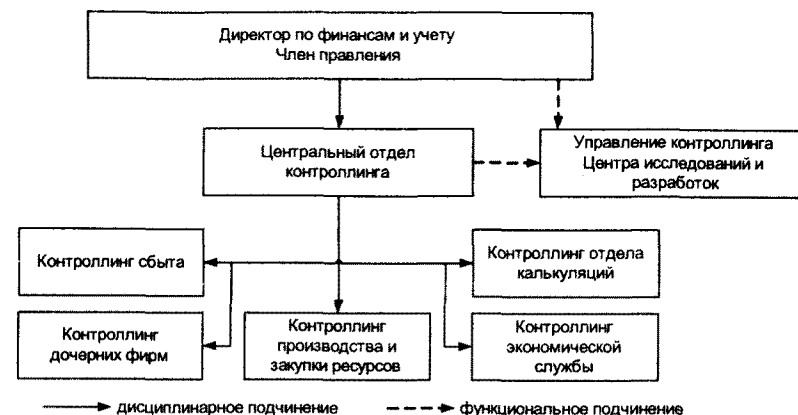 Директор по финансам и учету
Член правления
Центральный отдел
контроллинга
Управление контроллинга
Центра исследований и
разработок
Контроллинг сбыта
Контроллинг отдела
калькуляций
Контроллинг
дочерних фирм
Контроллинг
производства и
закупки ресурсов
Контроллинг
экономической
службы
дисциплинарное подчинение
функциональное подчинение